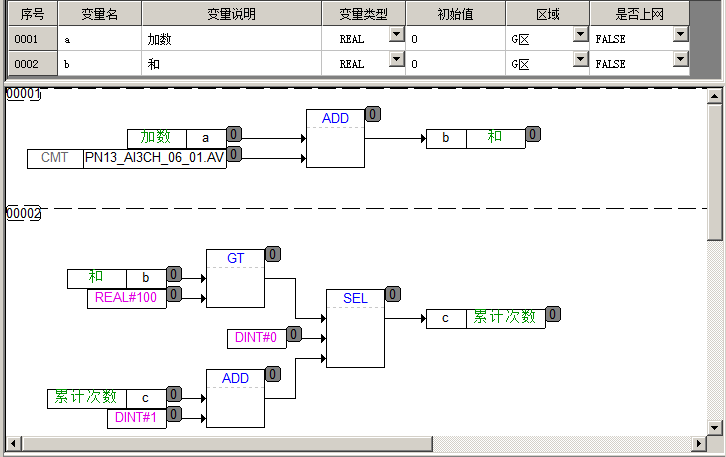 序号 变量名 变量说明 变量类型 初始值 区域 是否上网
0001 a 加数 REAL 0 G区 FALSE
0002 b 和 REAL 0 G区 FALSE
00001
ADD 0
加数 a 0
b 和 0
CMT PN13_AI3CH_06_01.AV 0
00002
GT 0
和 b 0
REAL#100 0
SEL 0
c 累计次数 0
DINT#0 0
ADD 0
累计次数 c 0
DINT#1 0